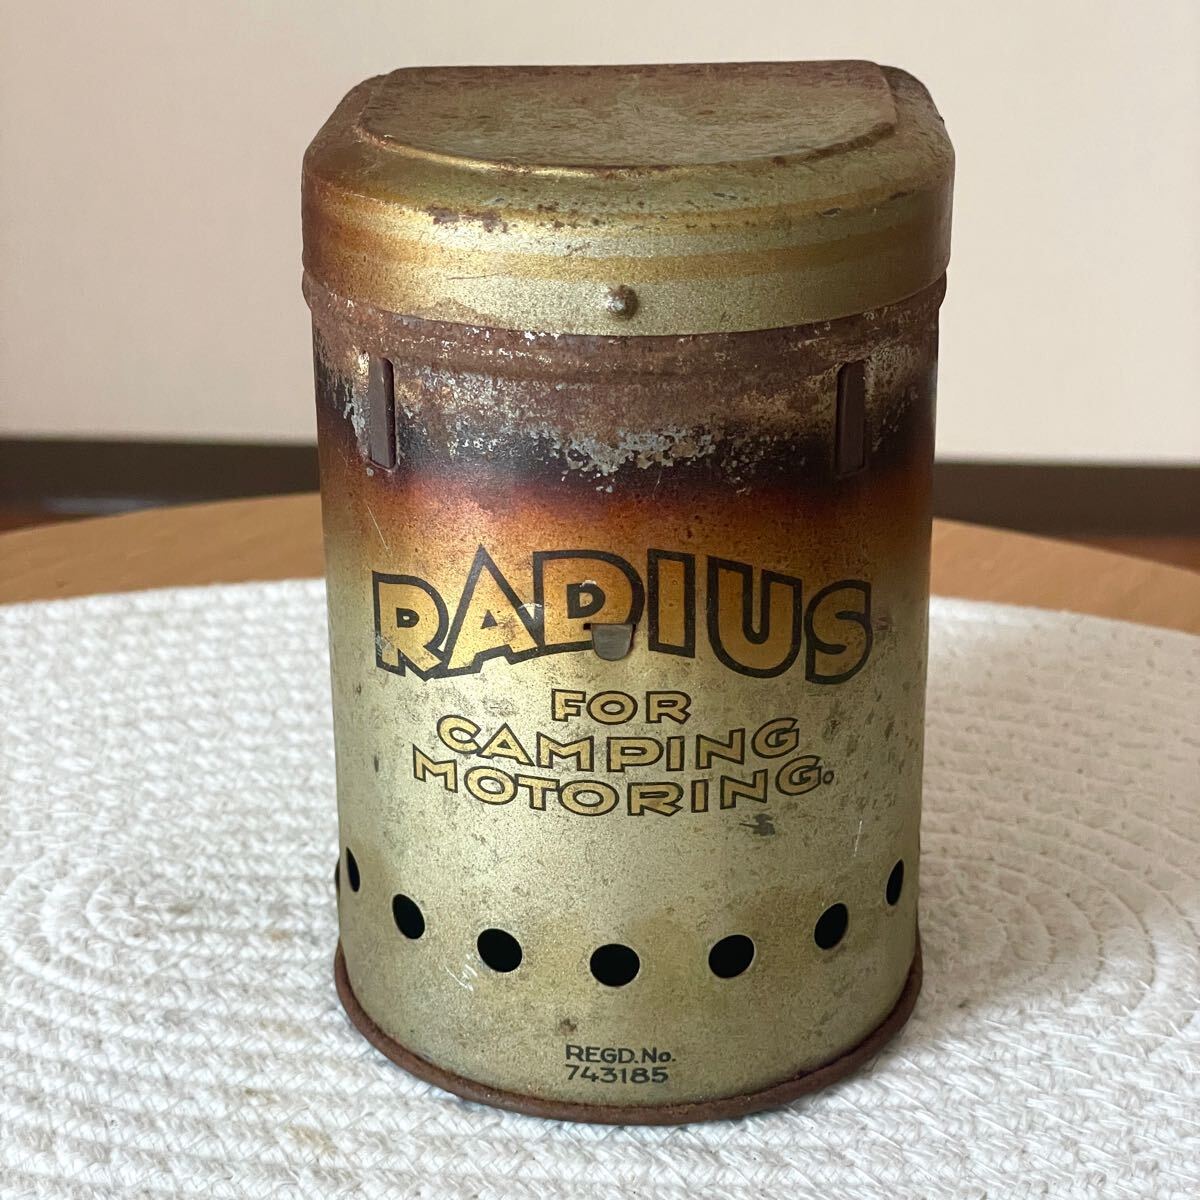 RADIUS
FOR
CAMPING
MOTORING.
REGD. No.
743185